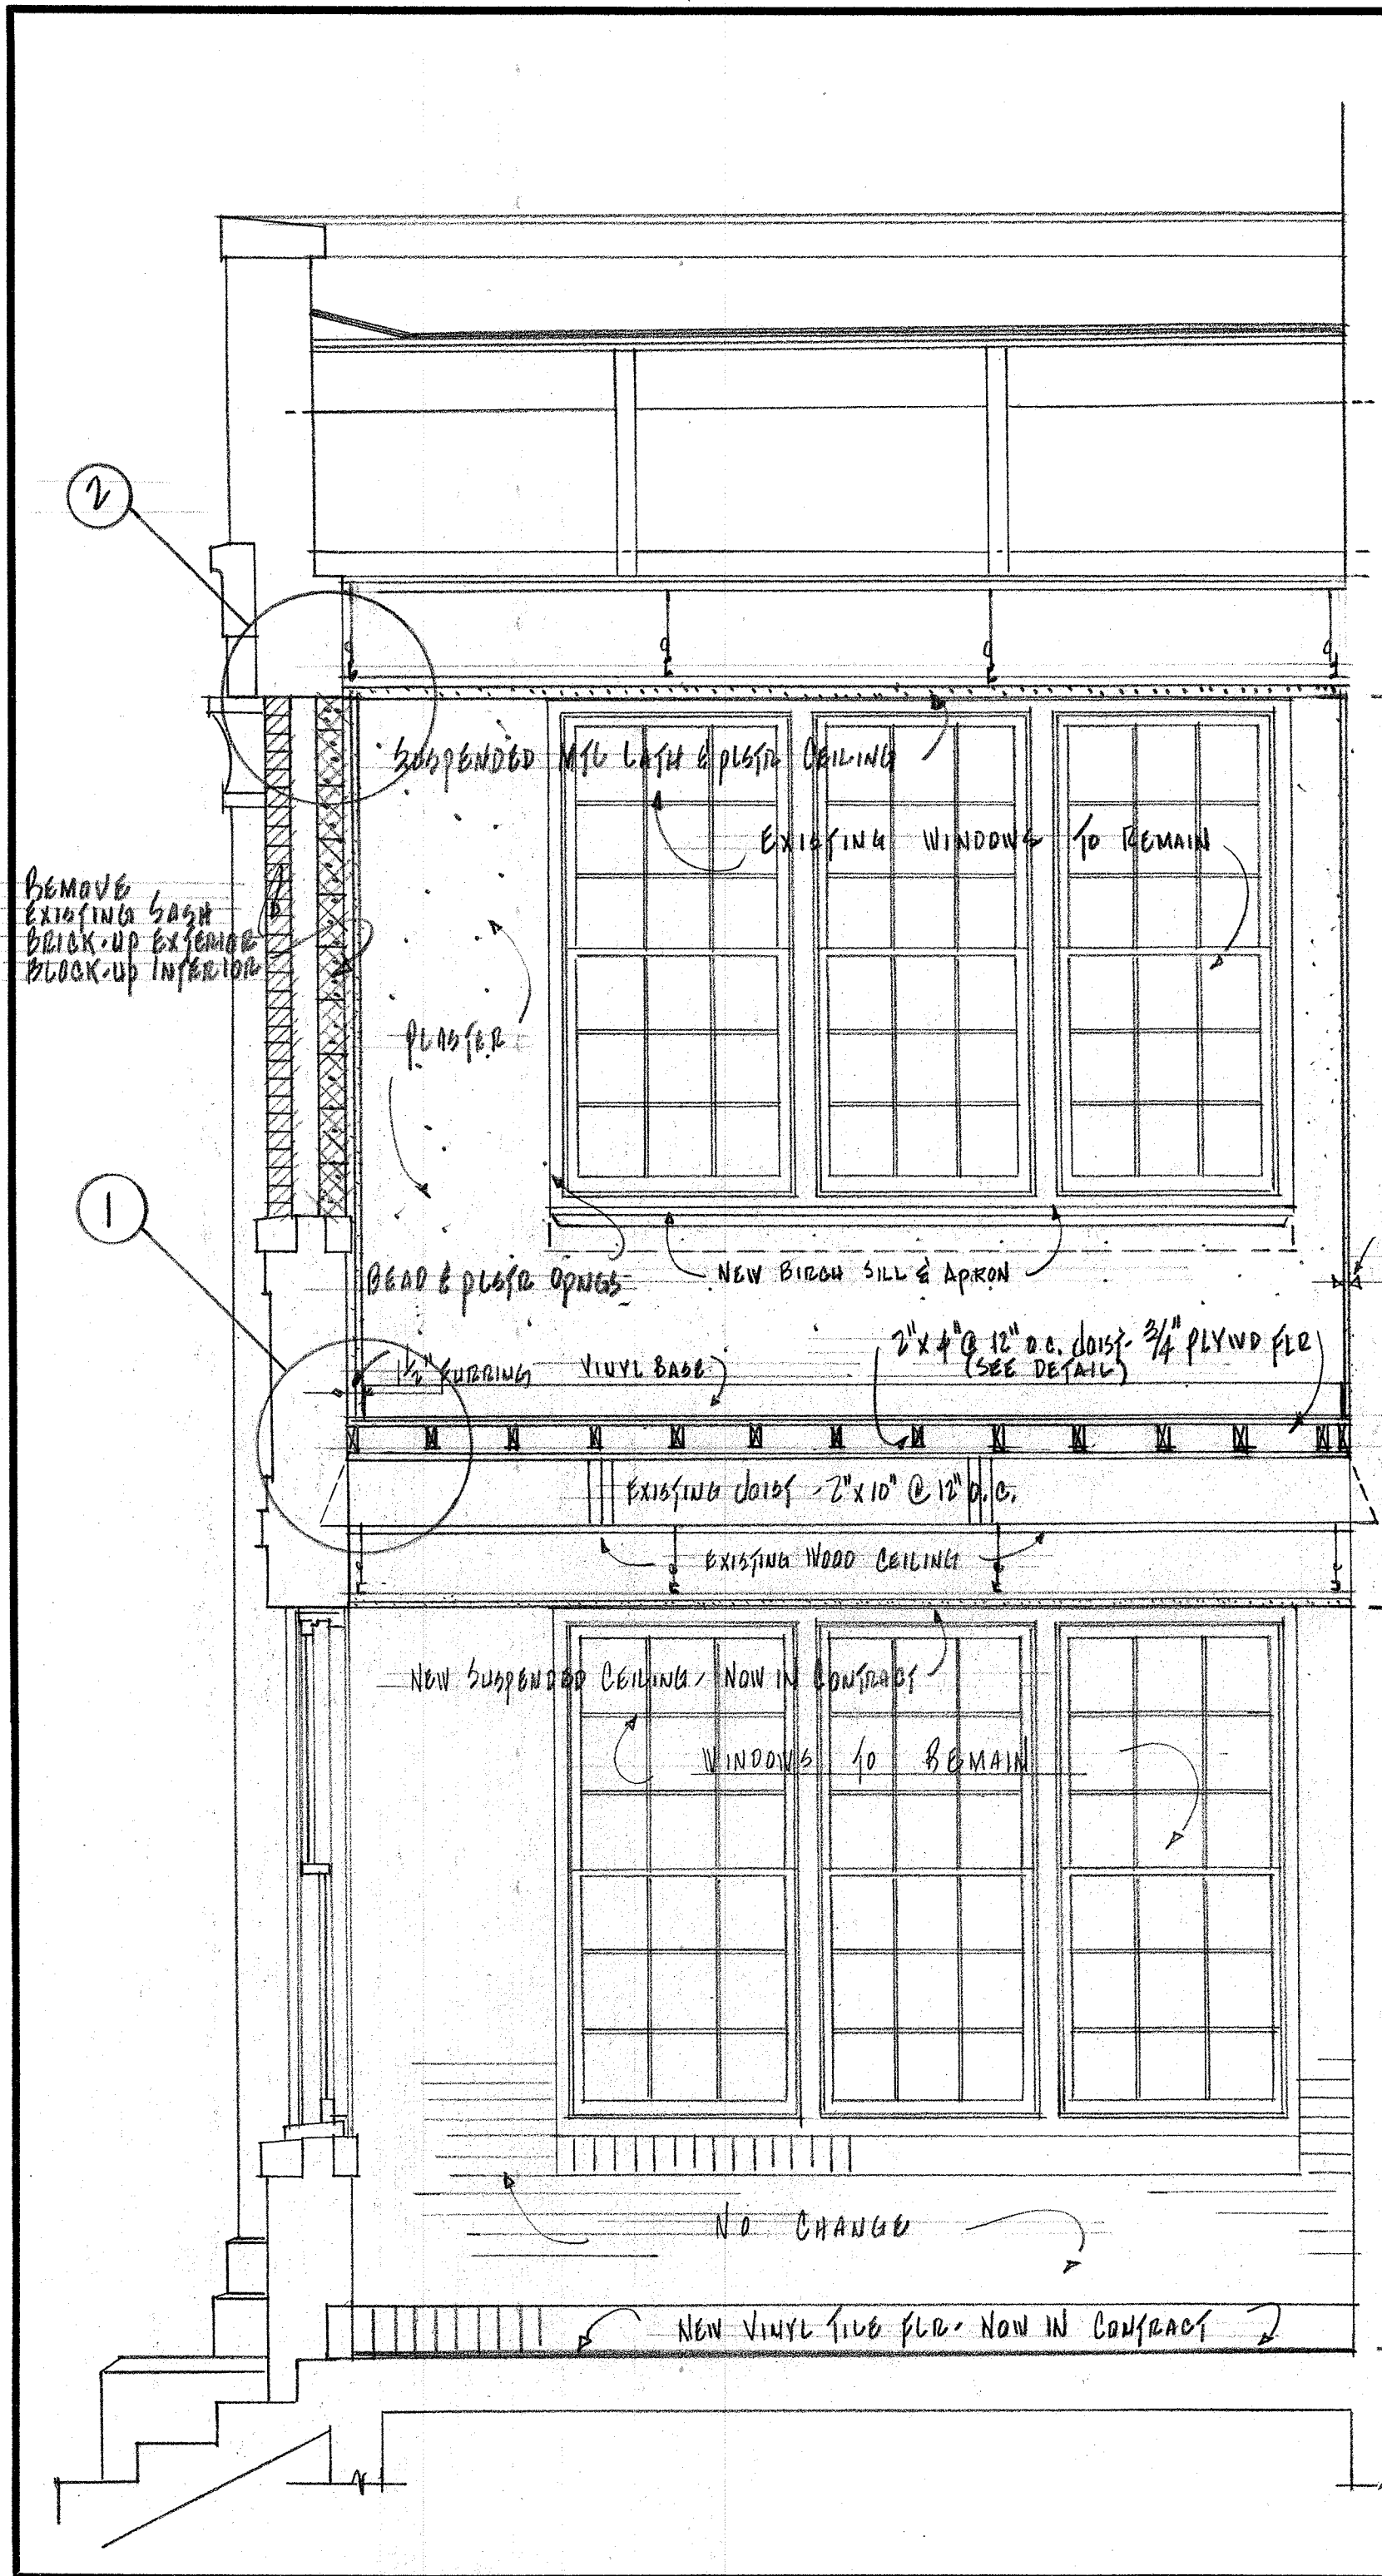 2
SUSPENDED MTL LATH & PLSTR CEILING
EXISTING WINDOWS TO REMAIN
REMOVE
EXISTING SASH
BRICK-UP EXTERIOR
BLOCK-UP INTERIOR
PLASTER
1
BEAD & PLSTR OPNGS
NEW BIRCH SILL & APRON
2"x 4" @ 12" O.C. JOIST - 3/4" PLYWD FLR
(SEE DETAIL)
1 1/2" FURRING
VINYL BASE
EXISTING JOIST - 2"x10" @ 12" O.C.
EXISTING WOOD CEILING
NEW SUSPENDED CEILING - NOW IN CONTRACT
WINDOWS TO REMAIN
NO CHANGE
NEW VINYL TILE FLR - NOW IN CONTRACT